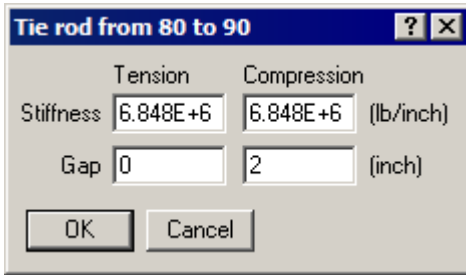 Tie rod from 80 to 90 ? ×
Tension Compression
Stiffness 6.848E+6 6.848E+6 (lb/inch)
Gap 0 2 (inch)
OK Cancel